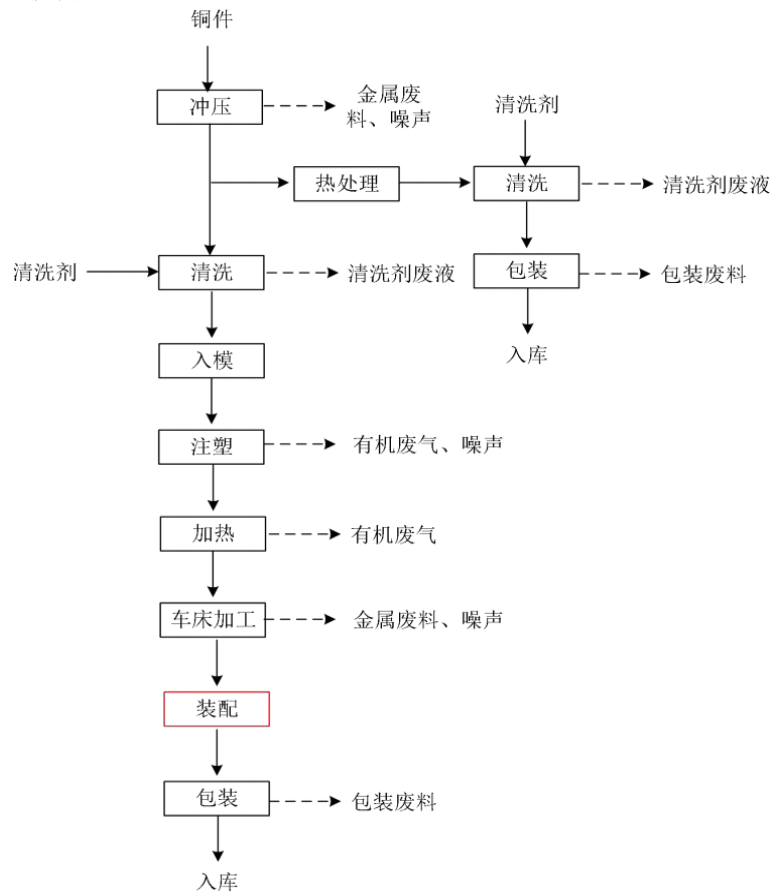 铜件
冲压
金属废
料、噪声
清洗剂
热处理
清洗
清洗剂废液
清洗剂
清洗
清洗剂废液
包装
包装废料
入模
入库
注塑
有机废气、噪声
加热
有机废气
车床加工
金属废料、噪声
装配
包装
包装废料
入库